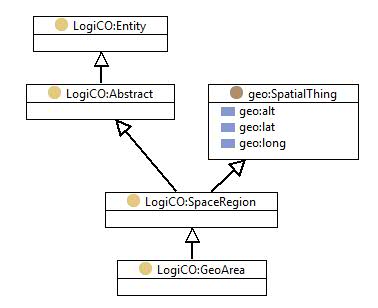 LogiCO:Entity
LogiCO:Abstract
geo:SpatialThing
geo:alt
geo:lat
geo:long
LogiCO:SpaceRegion
LogiCO:GeoArea